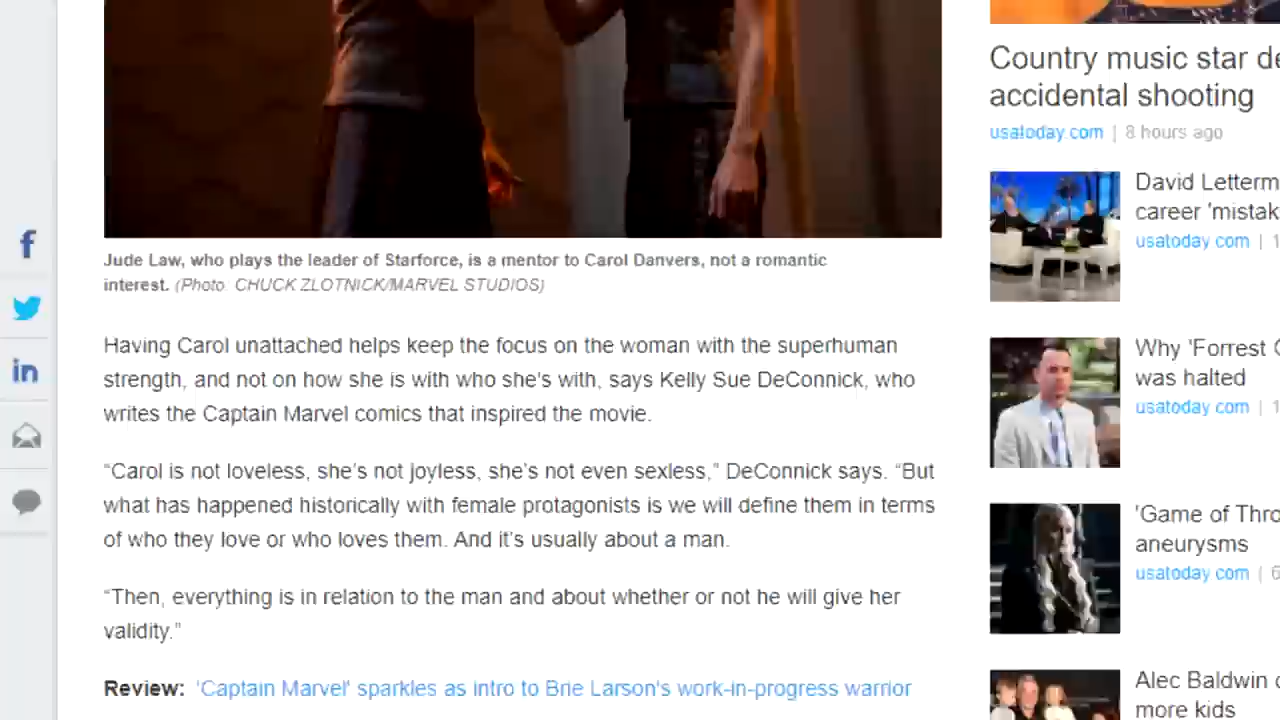 Jude Law, who plays the leader of Starforce, is a mentor to Carol Danvers, not a romantic
interest. (Photo: CHUCK ZLOTNICK/MARVEL STUDIOS)
Having Carol unattached helps keep the focus on the woman with the superhuman
strength, and not on how she is with who she's with, says Kelly Sue DeConnick, who
writes the Captain Marvel comics that inspired the movie.
“Carol is not loveless, she’s not joyless, she’s not even sexless,” DeConnick says. “But
what has happened historically with female protagonists is we will define them in terms
of who they love or who loves them. And it’s usually about a man.
“Then, everything is in relation to the man and about whether or not he will give her
validity.”
Review: 'Captain Marvel' sparkles as intro to Brie Larson's work-in-progress warrior
Country music star de
accidental shooting
usatoday.com | 8 hours ago
David Letterm
career 'mistak
usatoday.com | 1
Why 'Forrest G
was halted
usatoday.com | 1
'Game of Thro
aneurysms
usatoday.com | 6
Alec Baldwin
more kids